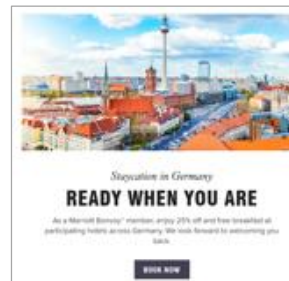 Staycation in Germany
READY WHEN YOU ARE
As a Marriott Bonvoy™ member, enjoy 25% off and free breakfast at
participating hotels across Germany. We look forward to welcoming you
back.
BOOK NOW